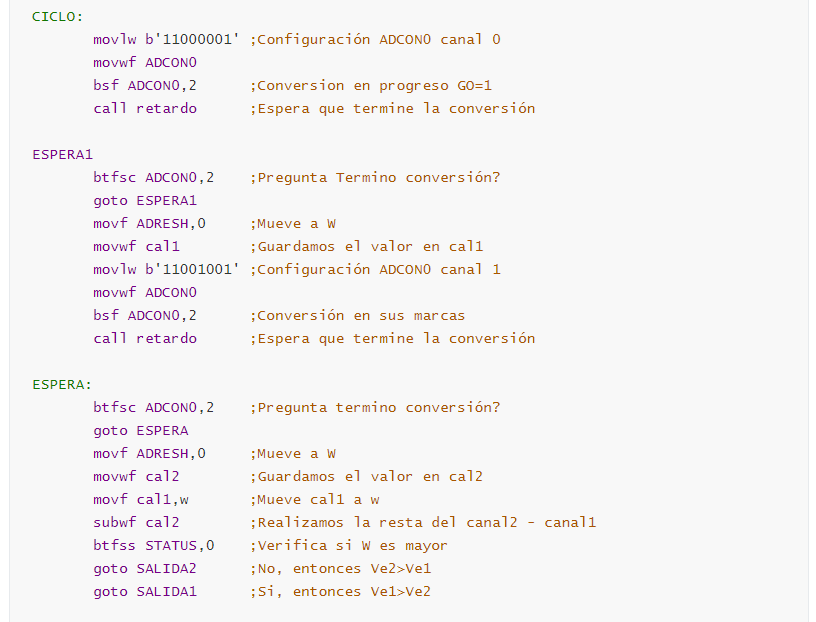 CICLO:
movlw b'11000001' ;Configuración ADCON0 canal 0
movwf ADCON0
bsf ADCON0,2 ;Conversion en progreso GO=1
call retardo ;Espera que termine la conversión
ESPERA1
btfsc ADCON0,2 ;Pregunta Termino conversión?
goto ESPERA1
movf ADRESH,0 ;Mueve a W
movwf cal1 ;Guardamos el valor en cal1
movlw b'11001001' ;Configuración ADCON0 canal 1
movwf ADCON0
bsf ADCON0,2 ;Conversión en sus marcas
call retardo ;Espera que termine la conversión
ESPERA:
btfsc ADCON0,2 ;Pregunta termino conversión?
goto ESPERA
movf ADRESH,0 ;Mueve a W
movwf cal2 ;Guardamos el valor en cal2
movf cal1,w ;Mueve cal1 a w
subwf cal2 ;Realizamos la resta del canal2 - canal1
btfss STATUS,0 ;Verifica si W es mayor
goto SALIDA2 ;No, entonces Ve2>Ve1
goto SALIDA1 ;Si, entonces Ve1>Ve2